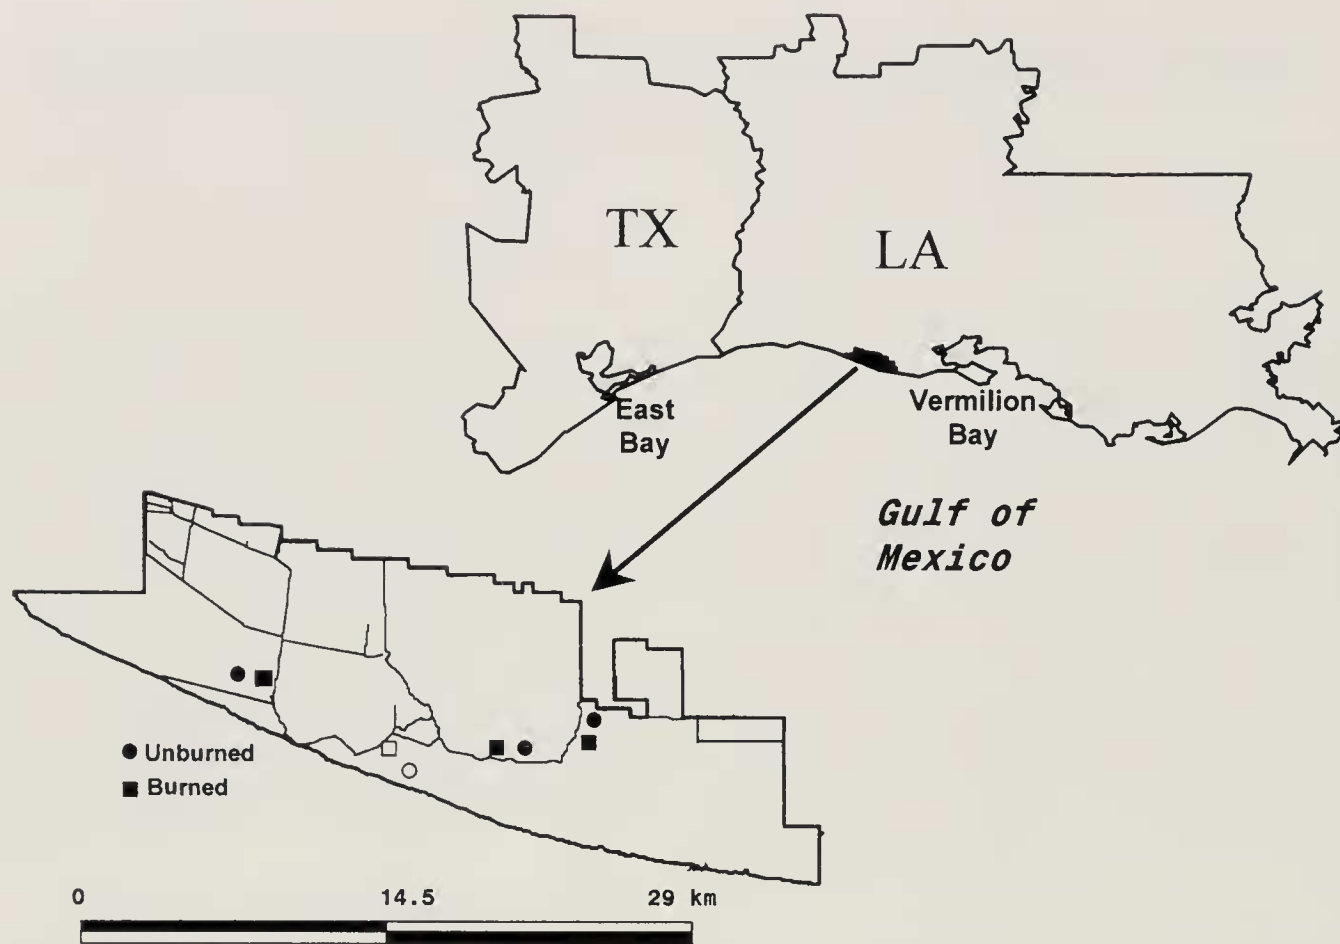 TX
LA
East
Bay
Vermilion
Bay
Gulf of
Mexico
Unburned
Burned
0 14.5 29 km